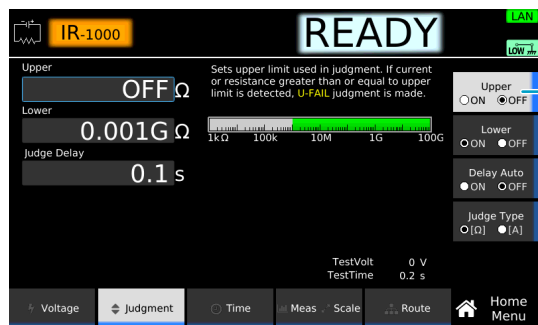 IR-1000
READY
LAN
LOW
Upper
OFF Ω
Lower
0.001G Ω
Judge Delay
0.1 s
Sets upper limit used in judgment. If current
or resistance greater than or equal to upper
limit is detected, U-FAIL judgment is made.
1kΩ 100k 10M 1G 100G
TestVolt 0 V
TestTime 0.2 s
Upper
ON OFF
Lower
ON OFF
Delay Auto
ON OFF
Judge Type
[Ω] [A]
Voltage
Judgment
Time
Meas Scale
Route
Home
Menu